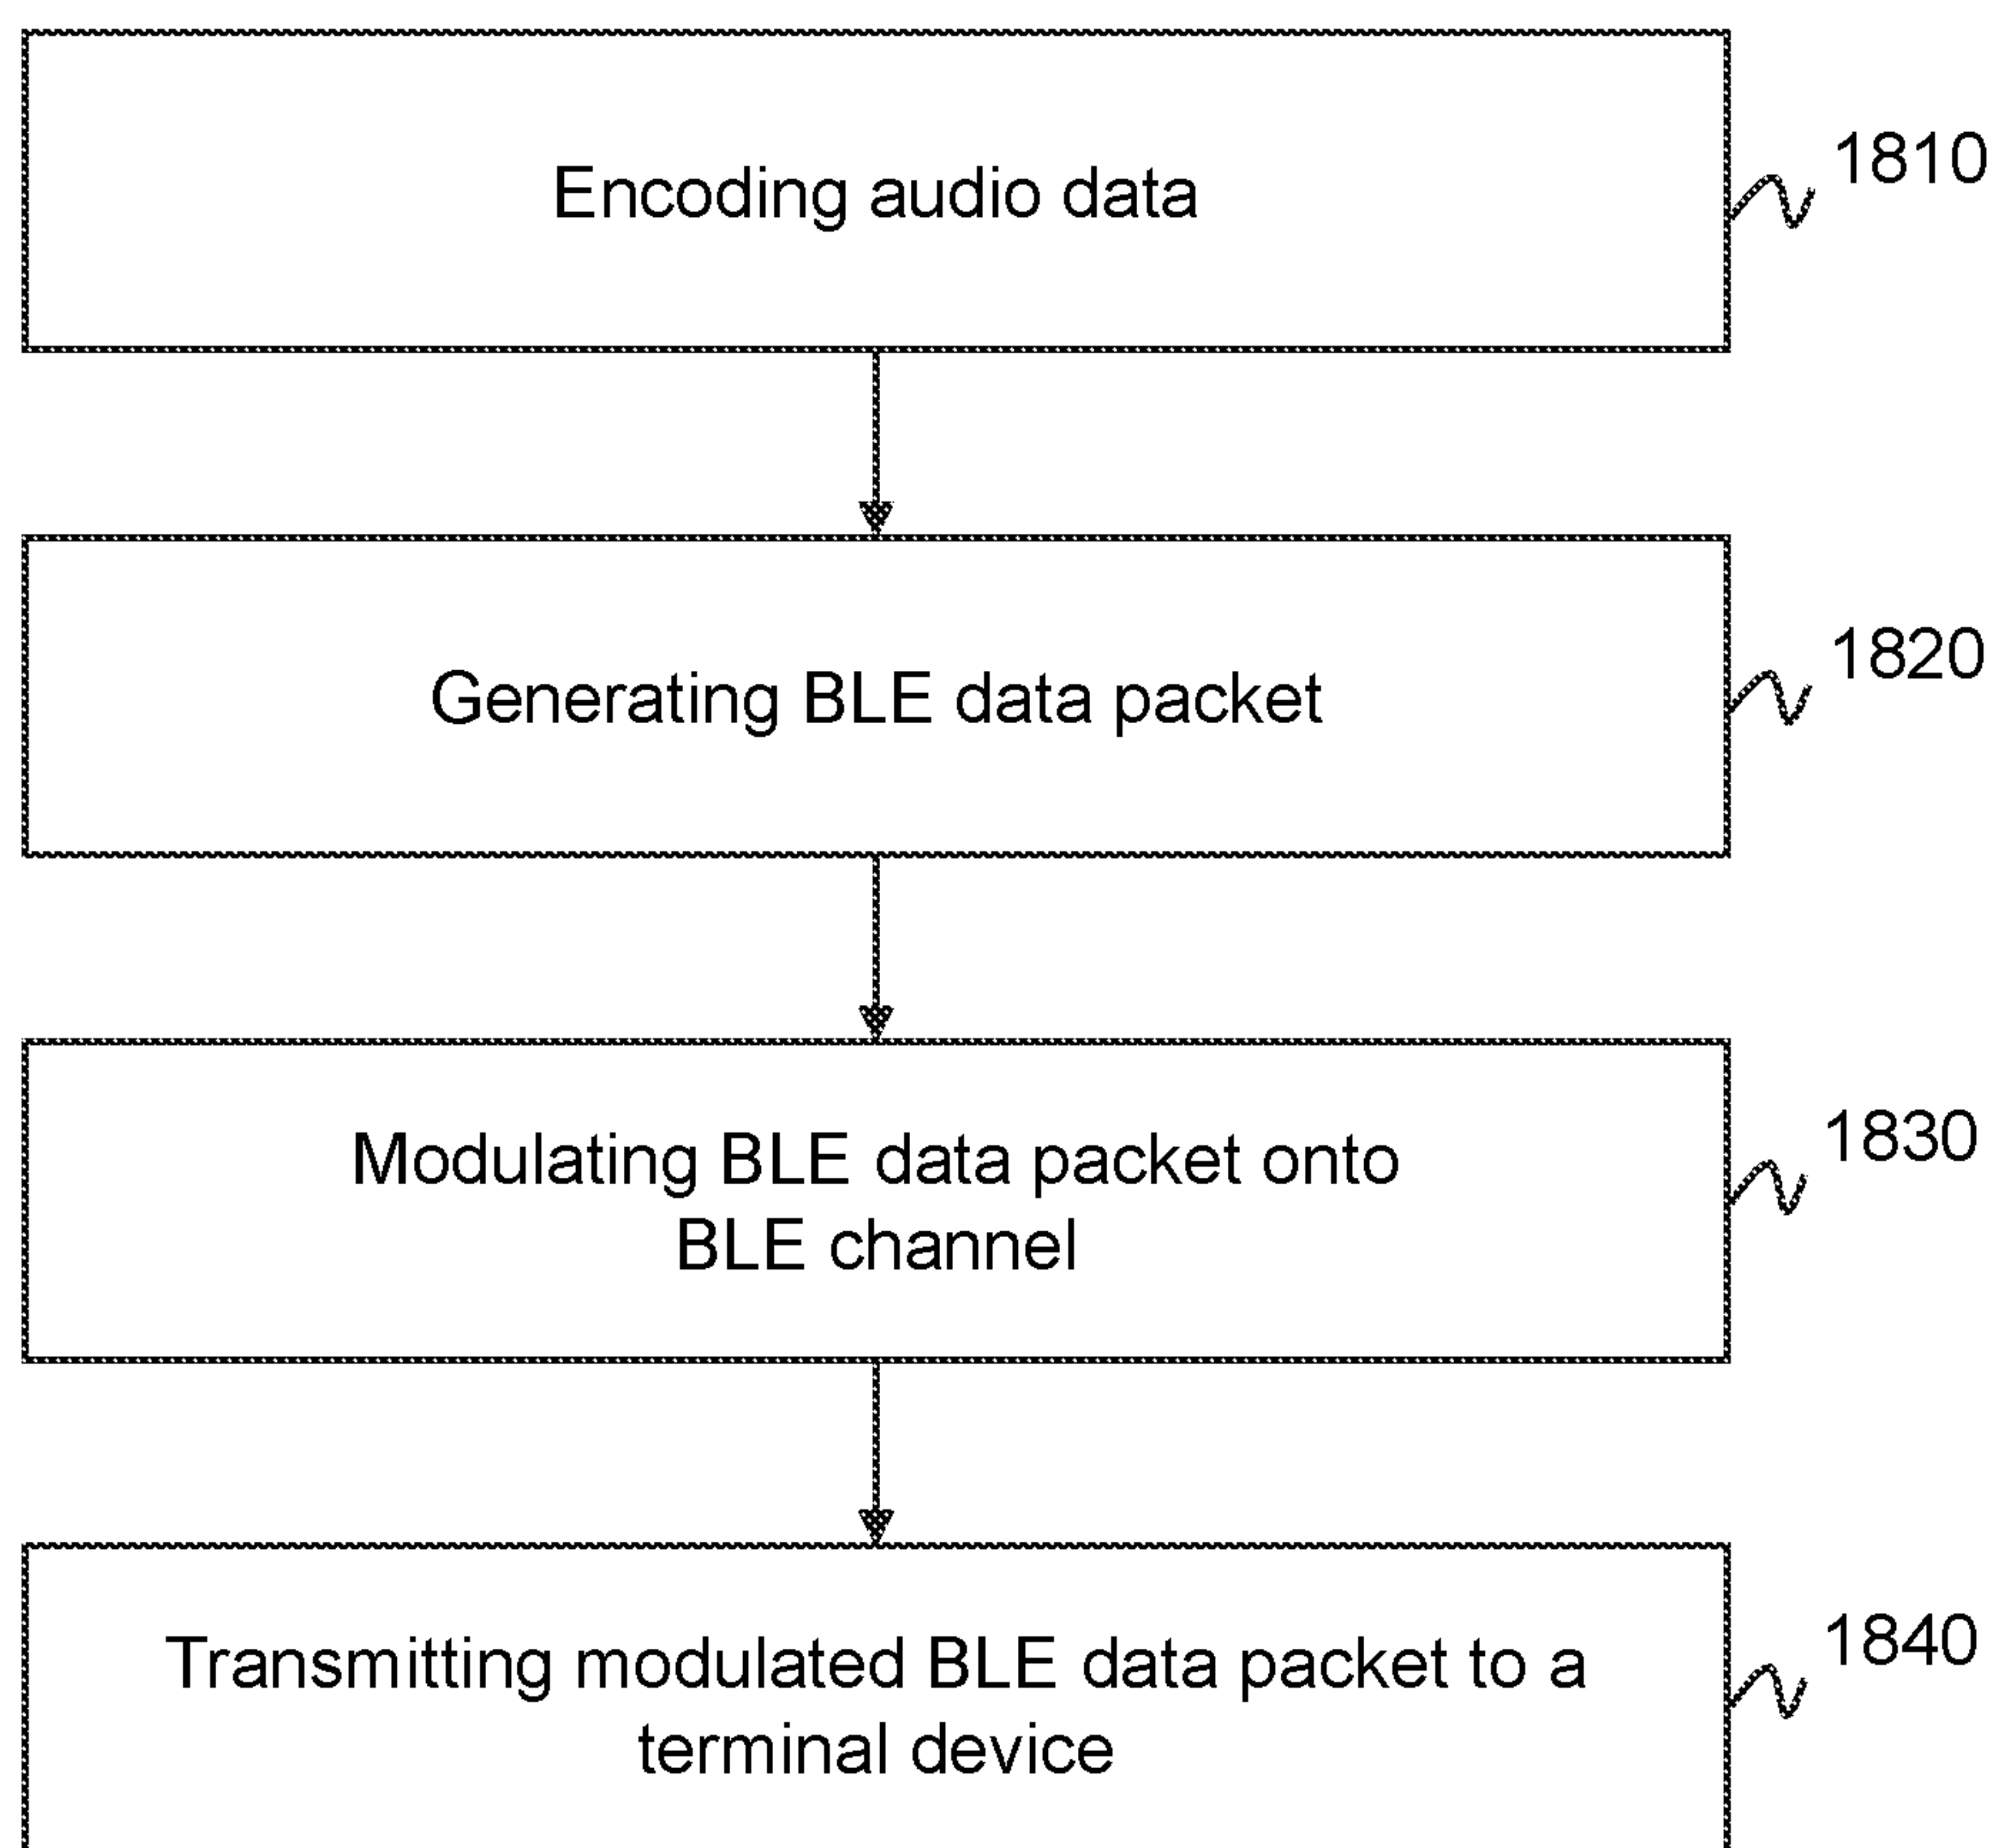 Encoding audio data
1810
Generating BLE data packet
1820
Modulating BLE data packet onto
BLE channel
1830
Transmitting modulated BLE data packet to a
terminal device
1840